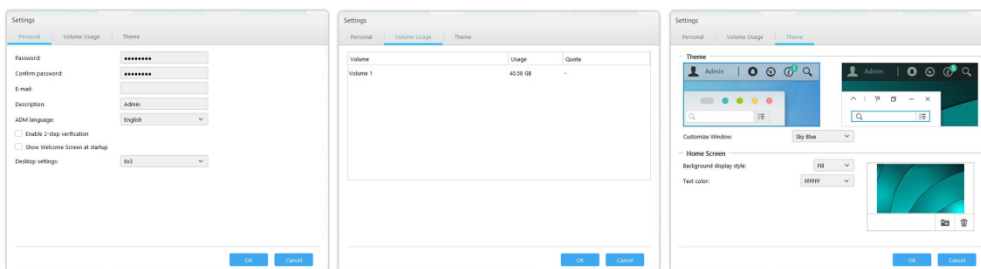 Settings
Personal Volume Usage Theme
Password: ••••••••
Confirm password: ••••••••
E-mail:
Description: Admin
ADM language: English
Enable 2-step verification
Show Welcome Screen at startup
Desktop settings: 8x3
OK Cancel
Settings
Personal Volume Usage Theme
Volume Usage Quota
Volume 1 40.58 GB -
OK Cancel
Settings
Personal Volume Usage Theme
Theme
Admin 5
Admin 5
Customize Window: Sky Blue
Home Screen
Background display style: Fill
Text color: FFFFFF
OK Cancel